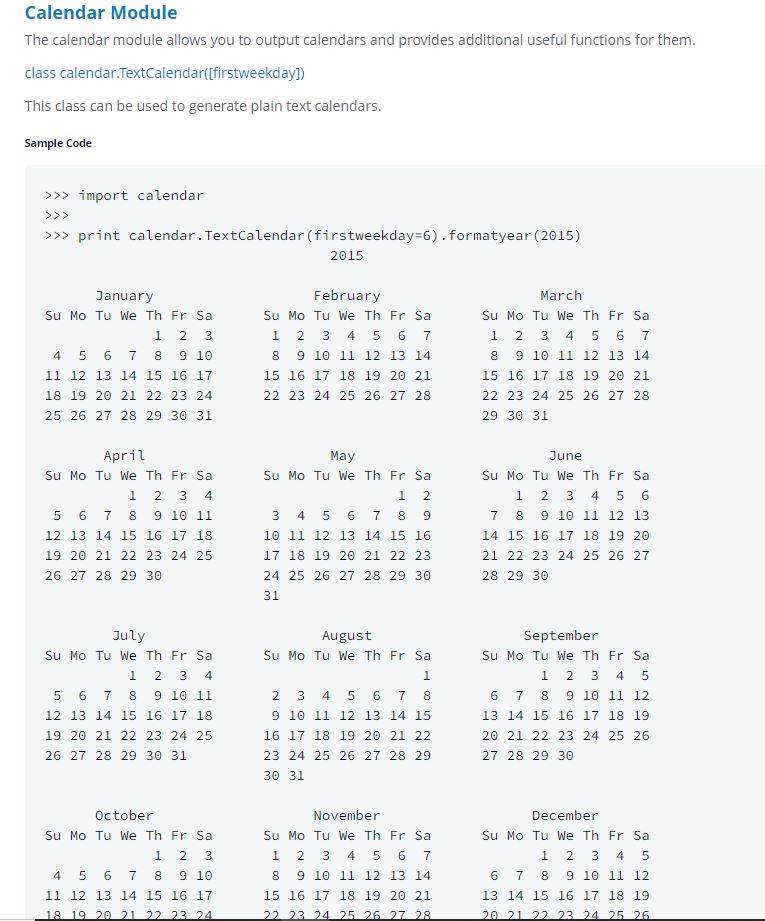 Calendar Module
The calendar module allows you to output calendars and provides additional useful functions for them.
class calendar.TextCalendar([firstweekday])
This class can be used to generate plain text calendars.
Sample Code
>>> import calendar
>>>
>>> print calendar.TextCalendar(firstweekday=6).formatyear(2015)
                                  2015

      January                   February                   March
Su Mo Tu We Th Fr Sa      Su Mo Tu We Th Fr Sa      Su Mo Tu We Th Fr Sa
             1  2  3       1  2  3  4  5  6  7       1  2  3  4  5  6  7
 4  5  6  7  8  9 10       8  9 10 11 12 13 14       8  9 10 11 12 13 14
11 12 13 14 15 16 17      15 16 17 18 19 20 21      15 16 17 18 19 20 21
18 19 20 21 22 23 24      22 23 24 25 26 27 28      22 23 24 25 26 27 28
25 26 27 28 29 30 31                                29 30 31

       April                      May                       June
Su Mo Tu We Th Fr Sa      Su Mo Tu We Th Fr Sa      Su Mo Tu We Th Fr Sa
          1  2  3  4                      1  2          1  2  3  4  5  6
 5  6  7  8  9 10 11       3  4  5  6  7  8  9       7  8  9 10 11 12 13
12 13 14 15 16 17 18      10 11 12 13 14 15 16      14 15 16 17 18 19 20
19 20 21 22 23 24 25      17 18 19 20 21 22 23      21 22 23 24 25 26 27
26 27 28 29 30            24 25 26 27 28 29 30      28 29 30
                          31

        July                     August                  September
Su Mo Tu We Th Fr Sa      Su Mo Tu We Th Fr Sa      Su Mo Tu We Th Fr Sa
          1  2  3  4                         1             1  2  3  4  5
 5  6  7  8  9 10 11       2  3  4  5  6  7  8       6  7  8  9 10 11 12
12 13 14 15 16 17 18       9 10 11 12 13 14 15      13 14 15 16 17 18 19
19 20 21 22 23 24 25      16 17 18 19 20 21 22      20 21 22 23 24 25 26
26 27 28 29 30 31         23 24 25 26 27 28 29      27 28 29 30
                          30 31

      October                   November                  December
Su Mo Tu We Th Fr Sa      Su Mo Tu We Th Fr Sa      Su Mo Tu We Th Fr Sa
             1  2  3       1  2  3  4  5  6  7             1  2  3  4  5
 4  5  6  7  8  9 10       8  9 10 11 12 13 14       6  7  8  9 10 11 12
11 12 13 14 15 16 17      15 16 17 18 19 20 21      13 14 15 16 17 18 19
18 19 20 21 22 23 24      22 23 24 25 26 27 28      20 21 22 23 24 25 26